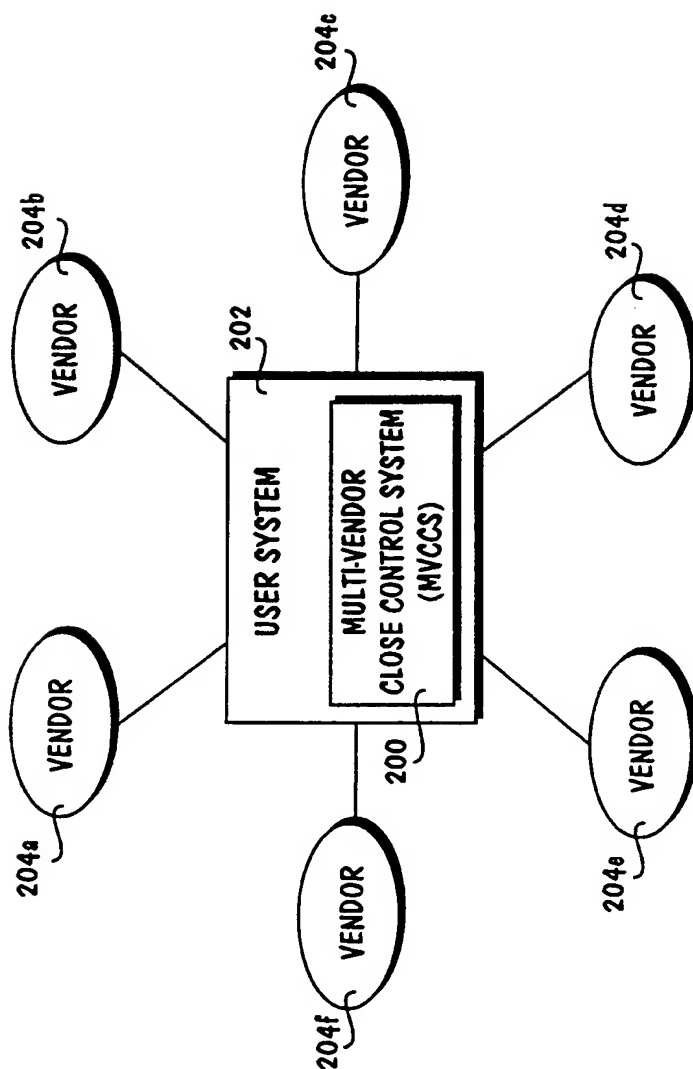 204a
VENDOR
204b
VENDOR
204f
VENDOR
USER SYSTEM
202
MULTI-VENDOR
CLOSE CONTROL SYSTEM
(MVCCS)
200
204c
VENDOR
204e
VENDOR
204d
VENDOR